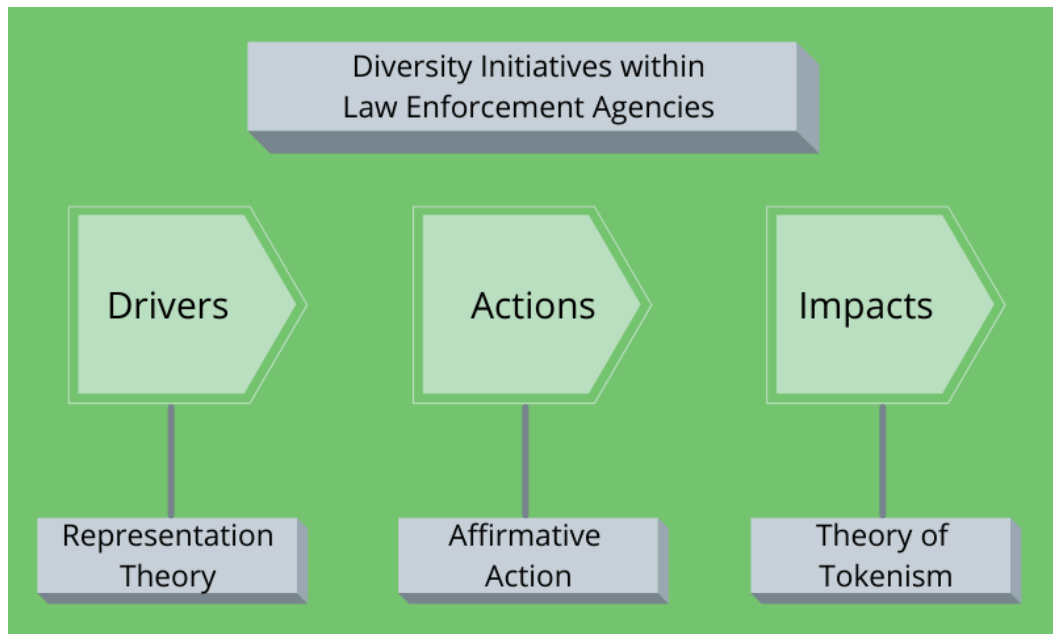 Diversity Initiatives within
Law Enforcement Agencies
Drivers
Actions
Impacts
Representation
Theory
Affirmative
Action
Theory of
Tokenism